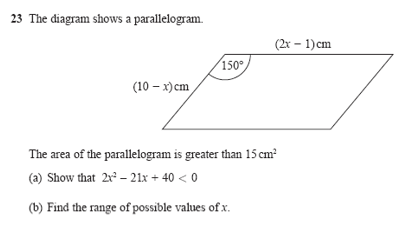 23 The diagram shows a parallelogram.
(2x – 1) cm
150°
(10 – x) cm
The area of the parallelogram is greater than 15 cm²
(a) Show that 2x² – 21x + 40 < 0
(b) Find the range of possible values of x.